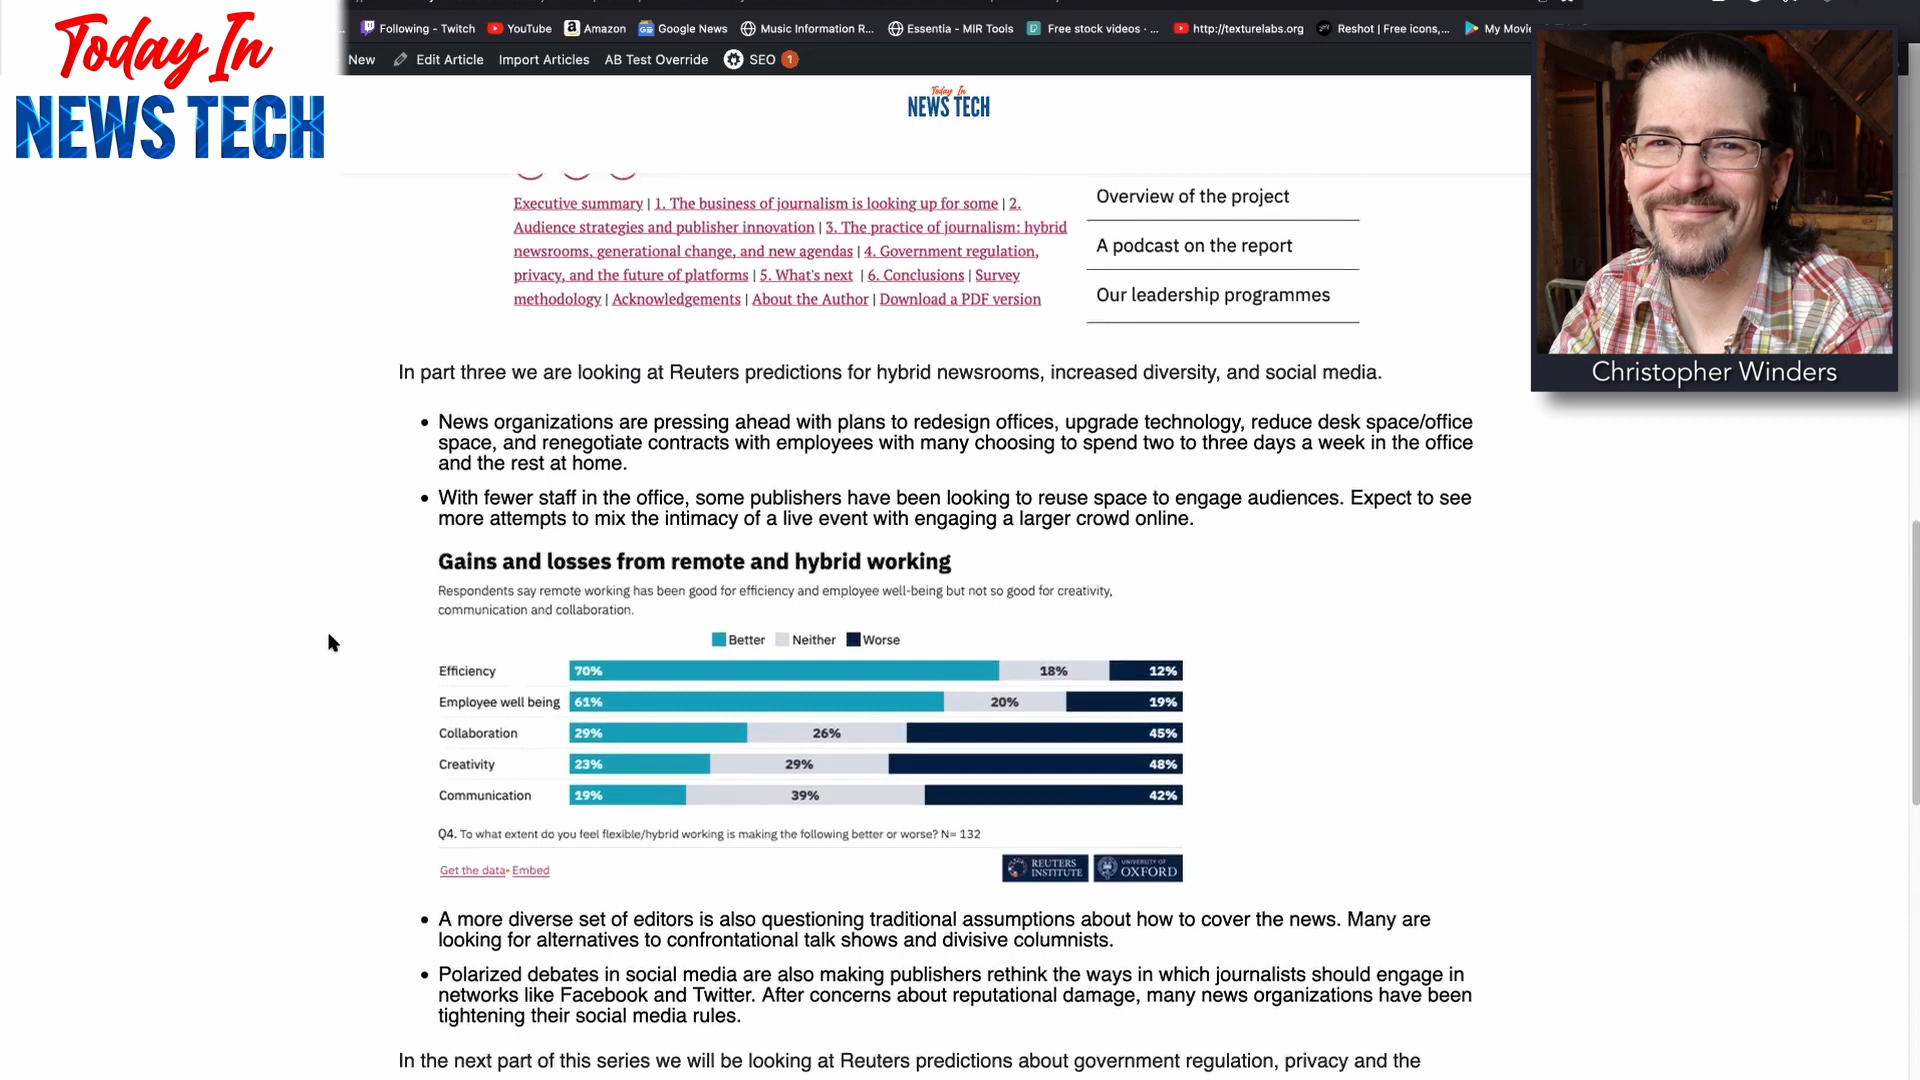 Today In
NEWS TECH
Following - Twitch
YouTube
Amazon
Google News
Music Information R...
Essentia - MIR Tools
Free stock videos · ...
http://texturelabs.org
Reshot | Free icons,...
My Movie
New
Edit Article
Import Articles
AB Test Override
SEO
1
Today In
NEWS TECH
Executive summary | 1. The business of journalism is looking up for some | 2.
Audience strategies and publisher innovation | 3. The practice of journalism: hybrid
newsrooms, generational change, and new agendas | 4. Government regulation,
privacy, and the future of platforms | 5. What's next | 6. Conclusions | Survey
methodology | Acknowledgements | About the Author | Download a PDF version
Overview of the project
A podcast on the report
Our leadership programmes
Christopher Winders
In part three we are looking at Reuters predictions for hybrid newsrooms, increased diversity, and social media.
• News organizations are pressing ahead with plans to redesign offices, upgrade technology, reduce desk space/office
space, and renegotiate contracts with employees with many choosing to spend two to three days a week in the office
and the rest at home.
• With fewer staff in the office, some publishers have been looking to reuse space to engage audiences. Expect to see
more attempts to mix the intimacy of a live event with engaging a larger crowd online.
Gains and losses from remote and hybrid working
Respondents say remote working has been good for efficiency and employee well-being but not so good for creativity,
communication and collaboration.
Better Neither Worse
Efficiency 70% 18% 12%
Employee well being 61% 20% 19%
Collaboration 29% 26% 45%
Creativity 23% 29% 48%
Communication 19% 39% 42%
Q4. To what extent do you feel flexible/hybrid working is making the following better or worse? N= 132
Get the data• Embed
REUTERS
INSTITUTE
UNIVERSITY OF
OXFORD
• A more diverse set of editors is also questioning traditional assumptions about how to cover the news. Many are
looking for alternatives to confrontational talk shows and divisive columnists.
• Polarized debates in social media are also making publishers rethink the ways in which journalists should engage in
networks like Facebook and Twitter. After concerns about reputational damage, many news organizations have been
tightening their social media rules.
In the next part of this series we will be looking at Reuters predictions about government regulation, privacy and the